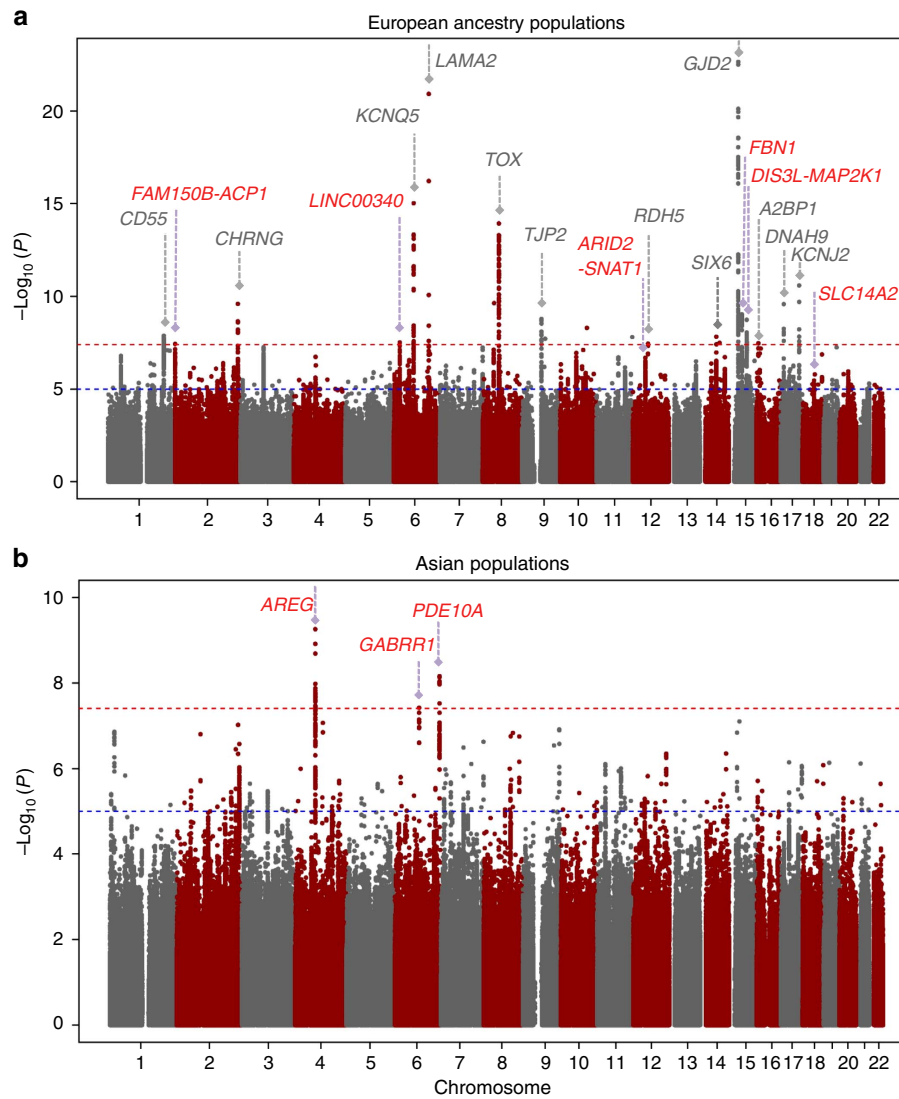 a
European ancestry populations
LAMA2
GJD2
20
KCNQ5
TOX
FBN1
15
FAM150B-ACP1
LINC00340
DIS3L-MAP2K1
CD55
RDH5
A2BP1
CHRNG
TJP2
ARID2
-SNAT1
DNAH9
SIX6
KCNJ2
10
SLC14A2
5
0
−Log10 (P)
1 2 3 4 5 6 7 8 9 10 11 12 13 14 15 16 17 18 20 22
b
Asian populations
10
AREG
PDE10A
GABRR1
8
6
4
2
0
−Log10 (P)
1 2 3 4 5 6 7 8 9 10 11 12 13 14 15 16 17 18 20 22
Chromosome